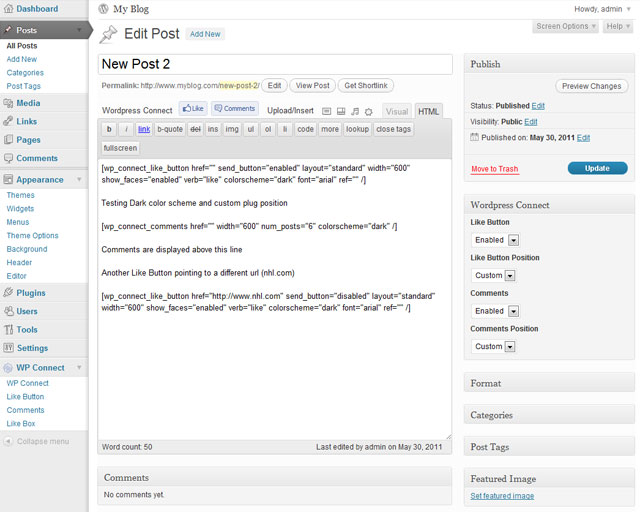 Dashboard
My Blog
Howdy, admin
Screen Options
Help
Posts
All Posts
Add New
Categories
Post Tags
Media
Links
Pages
Comments
Appearance
Themes
Widgets
Menus
Theme Options
Background
Header
Editor
Plugins
Users
Tools
Settings
WP Connect
WP Connect
Like Button
Comments
Like Box
Collapse menu
Edit Post Add New
New Post 2
Permalink: http://www.myblog.com/new-post-2/ Edit View Post Get Shortlink
Wordpress Connect Like Comments Upload/Insert Visual HTML
b i link b-quote del ins img ul ol li code more lookup close tags
fullscreen
[wp_connect_like_button href="" send_button="enabled" layout="standard" width="600"
show_faces="enabled" verb="like" colorscheme="dark" font="arial" ref="" /]
Testing Dark color scheme and custom plug position
[wp_connect_comments href="" width="600" num_posts="6" colorscheme="dark" /]
Comments are displayed above this line
Another Like Button pointing to a different url (nhl.com)
[wp_connect_like_button href="http://www.nhl.com" send_button="disabled" layout="standard"
width="600" show_faces="enabled" verb="like" colorscheme="dark" font="arial" ref="" /]
Word count: 50 Last edited by admin on May 30, 2011
Comments
No comments yet.
Publish
Preview Changes
Status: Published Edit
Visibility: Public Edit
Published on: May 30, 2011 Edit
Move to Trash Update
Wordpress Connect
Like Button
Enabled
Like Button Position
Custom
Comments
Enabled
Comments Position
Custom
Format
Categories
Post Tags
Featured Image
Set featured image